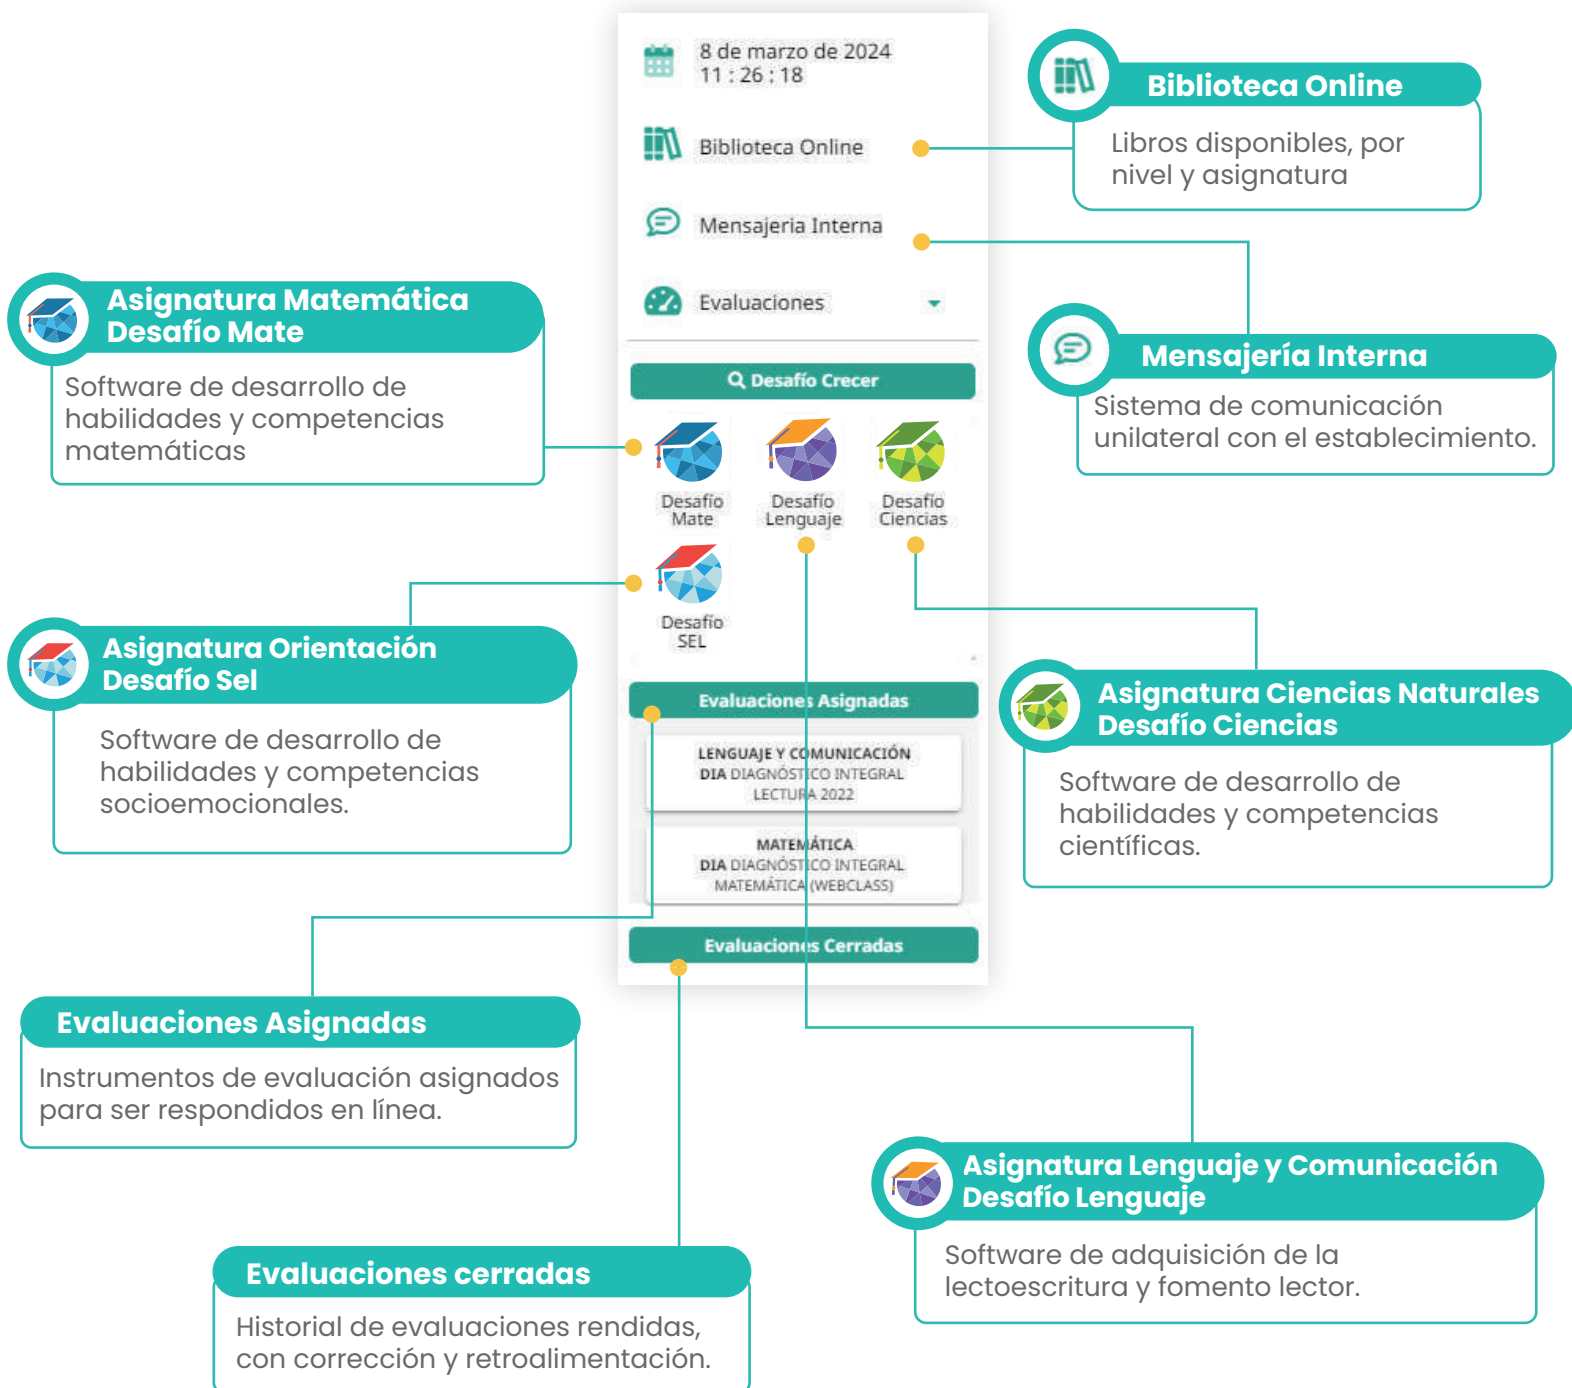 8 de marzo de 2024
11 : 26 : 18
Biblioteca Online
Mensajeria Interna
Evaluaciones
Desafío Crecer
Desafío
Mate
Desafío
Lenguaje
Desafío
Ciencias
Desafío
SEL
Evaluaciones Asignadas
LENGUAJE Y COMUNICACIÓN
DIA DIAGNÓSTICO INTEGRAL
LECTURA 2022
MATEMÁTICA
DIA DIAGNÓSTICO INTEGRAL
MATEMÁTICA (WEBCLASS)
Evaluaciones Cerradas
Biblioteca Online
Libros disponibles, por
nivel y asignatura
Mensajería Interna
Sistema de comunicación
unilateral con el establecimiento.
Asignatura Matemática
Desafío Mate
Software de desarrollo de
habilidades y competencias
matemáticas
Asignatura Orientación
Desafío Sel
Software de desarrollo de
habilidades y competencias
socioemocionales.
Asignatura Ciencias Naturales
Desafío Ciencias
Software de desarrollo de
habilidades y competencias
científicas.
Evaluaciones Asignadas
Instrumentos de evaluación asignados
para ser respondidos en línea.
Asignatura Lenguaje y Comunicación
Desafío Lenguaje
Software de adquisición de la
lectoescritura y fomento lector.
Evaluaciones cerradas
Historial de evaluaciones rendidas,
con corrección y retroalimentación.